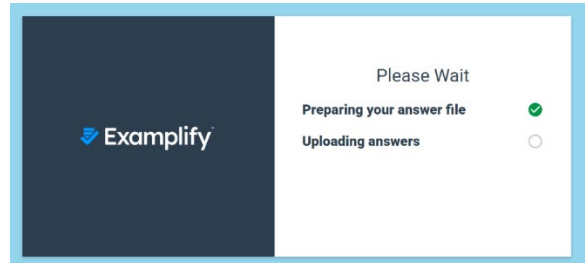 Examplify
Please Wait
Preparing your answer file
Uploading answers